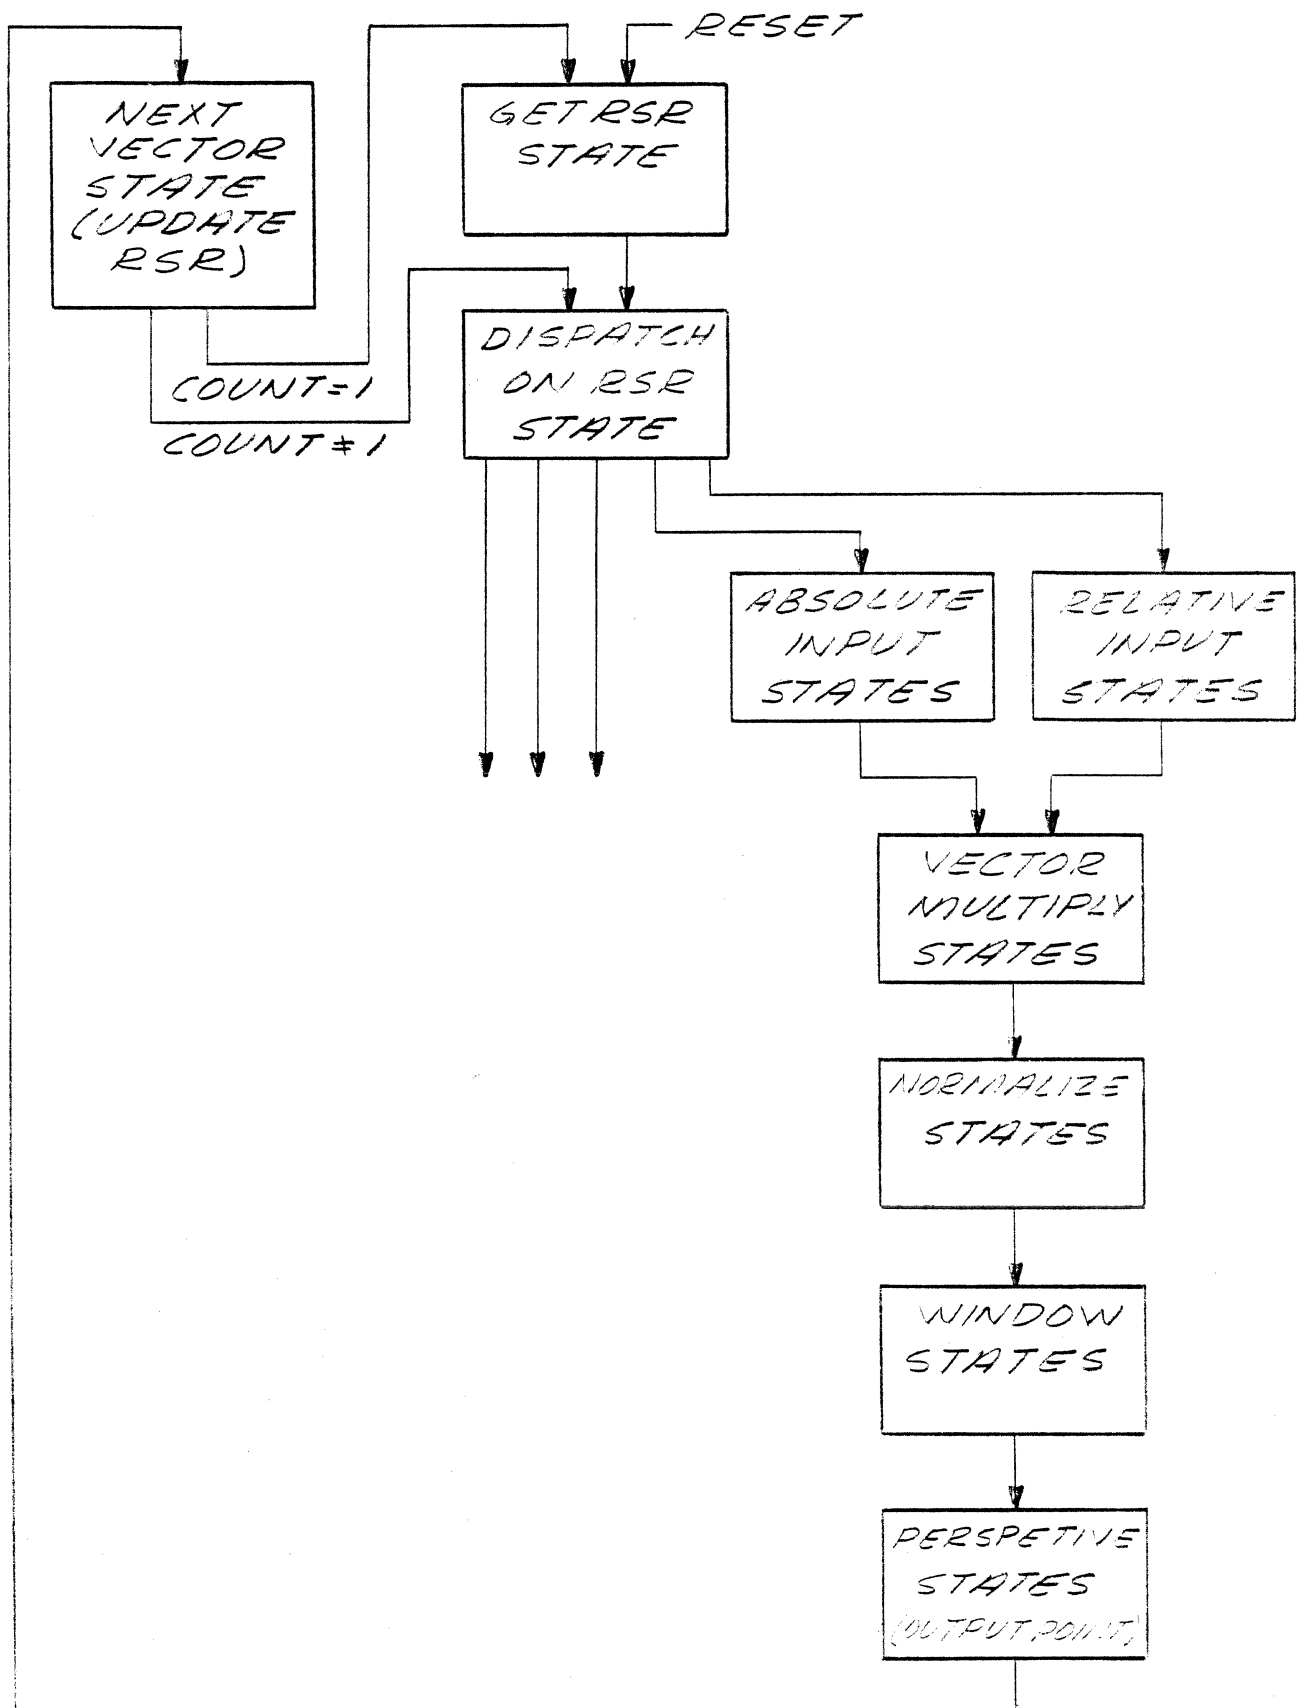 RESET
NEXT
VECTOR
STATE
(UPDATE
RSR)
GET RSR
STATE
COUNT=1
COUNT≠1
DISPATCH
ON RSR
STATE
ABSOLUTE
INPUT
STATES
RELATIVE
INPUT
STATES
VECTOR
MULTIPLY
STATES
NORMALIZE
STATES
WINDOW
STATES
PERSPETIVE
STATES
(OUTPUT POINT)